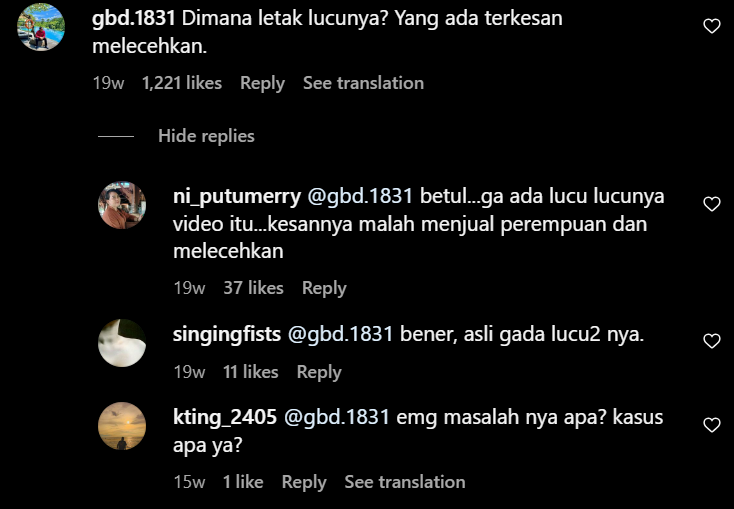 gbd.1831 Dimana letak lucunya? Yang ada terkesan
melecehkan.
19w 1,221 likes Reply See translation
Hide replies
ni_putumerry @gbd.1831 betul...ga ada lucu lucunya
video itu...kesannya malah menjual perempuan dan
melecehkan
19w 37 likes Reply
singingfists @gbd.1831 bener, asli gada lucu2 nya.
19w 11 likes Reply
kting_2405 @gbd.1831 emg masalah nya apa? kasus
apa ya?
15w 1 like Reply See translation